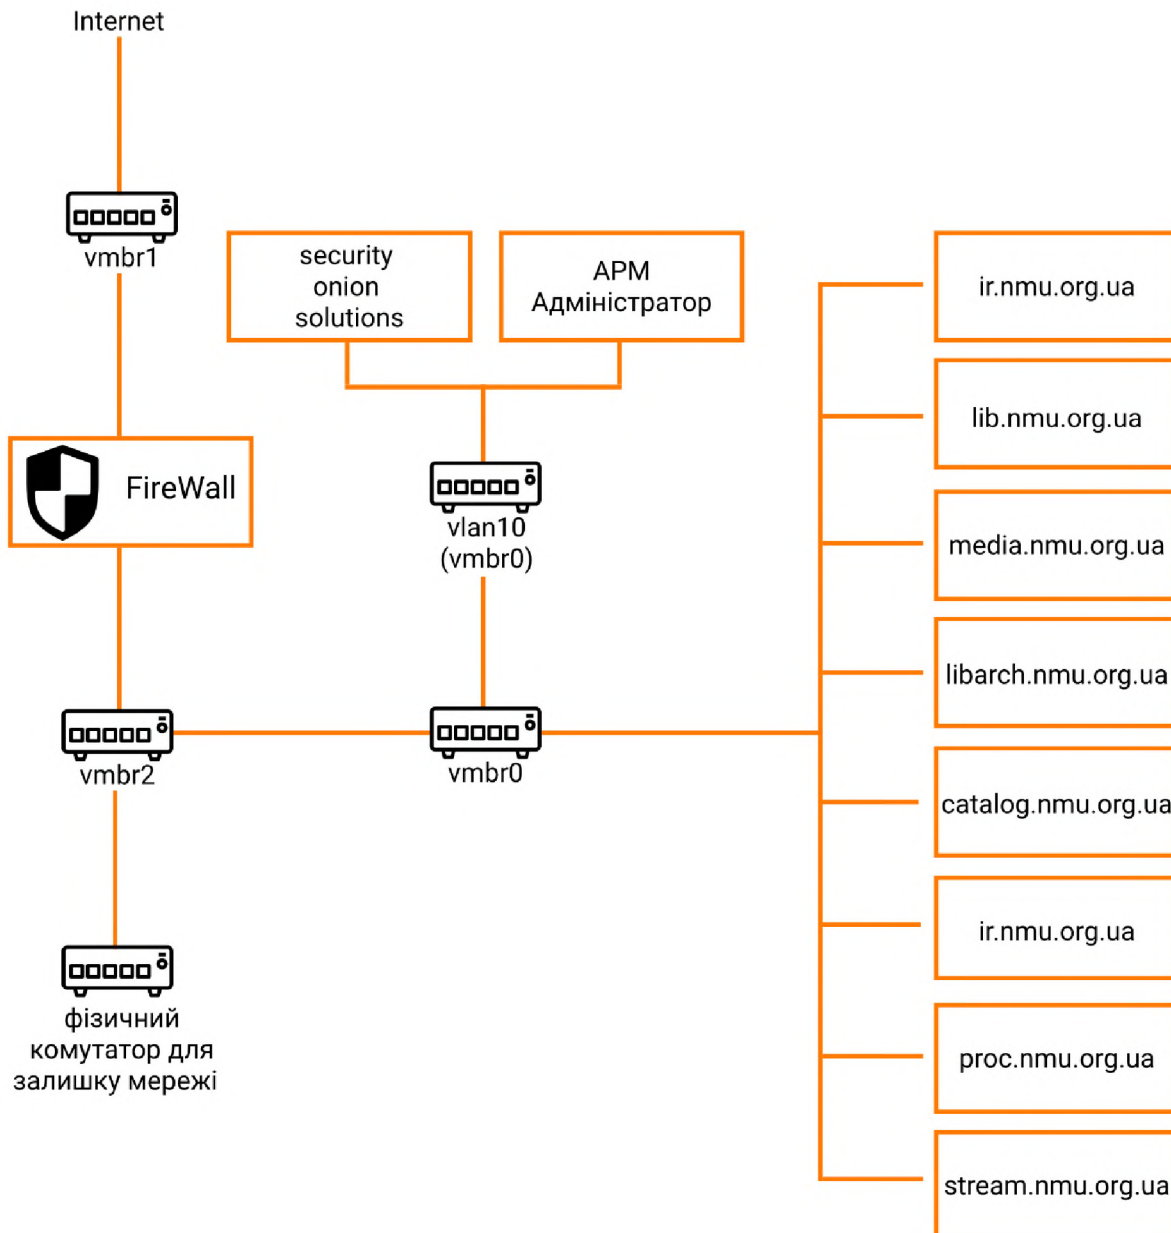 Internet
vmbr1
security
onion
solutions
АРМ
Адміністратор
FireWall
vlan10
(vmbr0)
vmbr2
vmbr0
фізичний
комутатор для
залишку мережі
ir.nmu.org.ua
lib.nmu.org.ua
media.nmu.org.ua
libarch.nmu.org.ua
catalog.nmu.org.ua
ir.nmu.org.ua
proc.nmu.org.ua
stream.nmu.org.ua